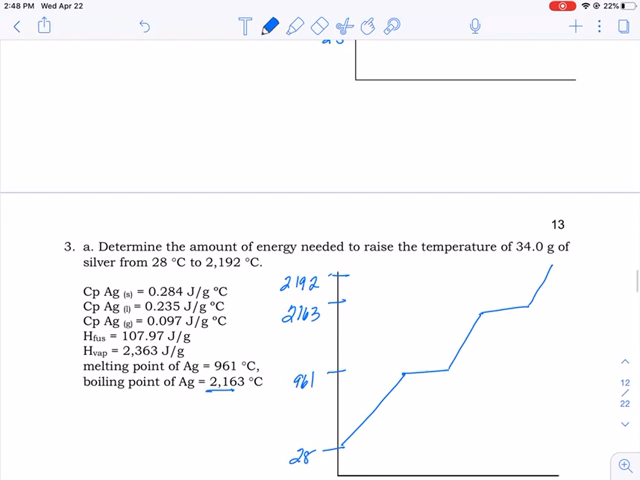 2:48 PM Wed Apr 22
22%
13
3. a. Determine the amount of energy needed to raise the temperature of 34.0 g of
silver from 28 °C to 2,192 °C.
Cp Ag (s) = 0.284 J/g °C
Cp Ag (l) = 0.235 J/g °C
Cp Ag (g) = 0.097 J/g °C
Hfus = 107.97 J/g
Hvap = 2,363 J/g
melting point of Ag = 961 °C,
boiling point of Ag = 2,163 °C
2192
2163
961
28
12
/
22